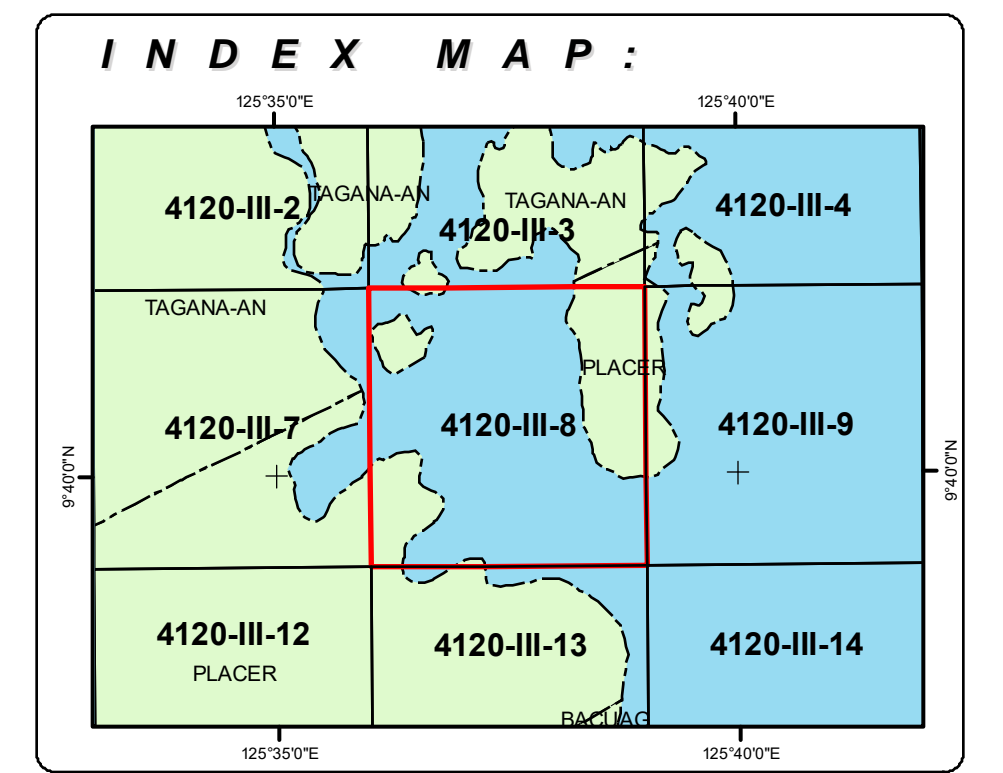 INDEX MAP:
125°35'0"E 125°40'0"E
4120-III-2 TAGANA-AN TAGANA-AN 4120-III-4
4120-III-3
TAGANA-AN
PLACER
4120-III-7 4120-III-8 4120-III-9
9°40'0"N 9°40'0"N
4120-III-12 4120-III-13 4120-III-14
PLACER
BACUAG
125°35'0"E 125°40'0"E